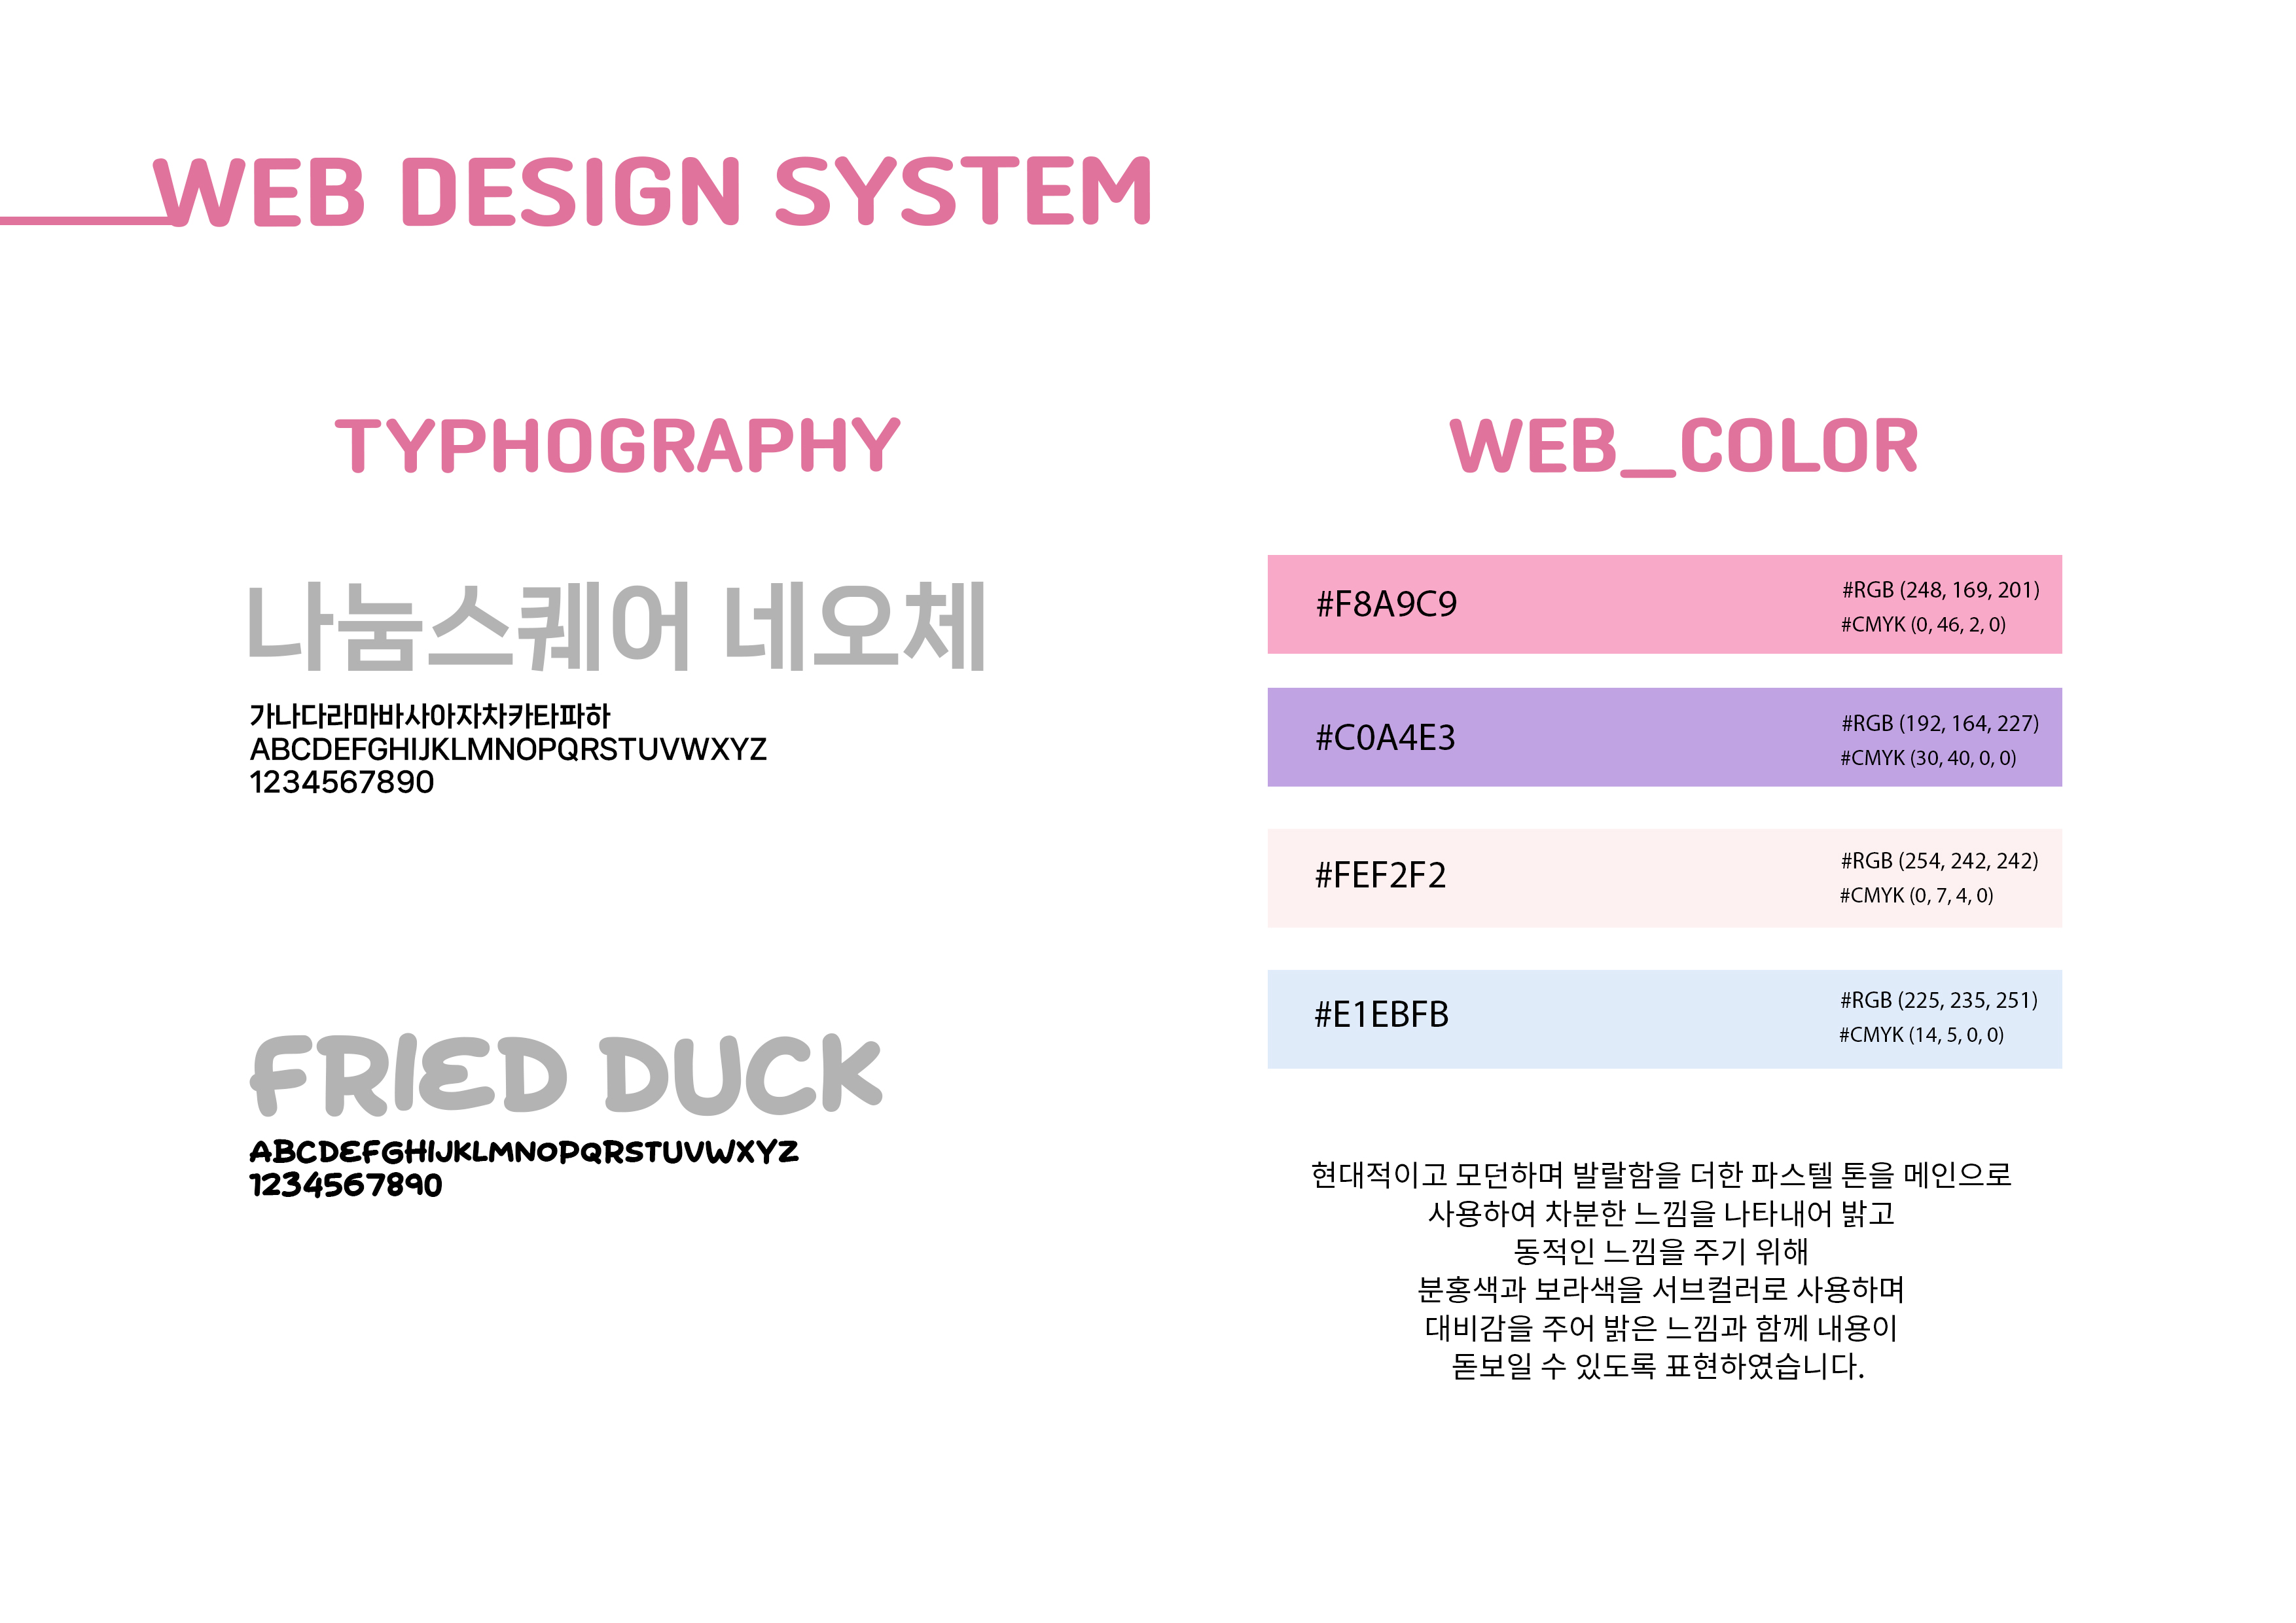 WEB DESIGN SYSTEM
TYPHOGRAPHY
나눔스퀘어 네오체
가나다라마바사아자차카타파하
ABCDEFGHIJKLMNOPQRSTUVWXYZ
1234567890
FRIED DUCK
ABCDEFGHIJKLMNOPQRSTUVWXYZ
1234567890
WEB_COLOR
#F8A9C9
#RGB (248, 169, 201)
#CMYK (0, 46, 2, 0)
#C0A4E3
#RGB (192, 164, 227)
#CMYK (30, 40, 0, 0)
#FEF2F2
#RGB (254, 242, 242)
#CMYK (0, 7, 4, 0)
#E1EBFB
#RGB (225, 235, 251)
#CMYK (14, 5, 0, 0)
현대적이고 모던하며 발랄함을 더한 파스텔 톤을 메인으로
사용하여 차분한 느낌을 나타내어 밝고
동적인 느낌을 주기 위해
분홍색과 보라색을 서브컬러로 사용하며
대비감을 주어 밝은 느낌과 함께 내용이
돋보일 수 있도록 표현하였습니다.